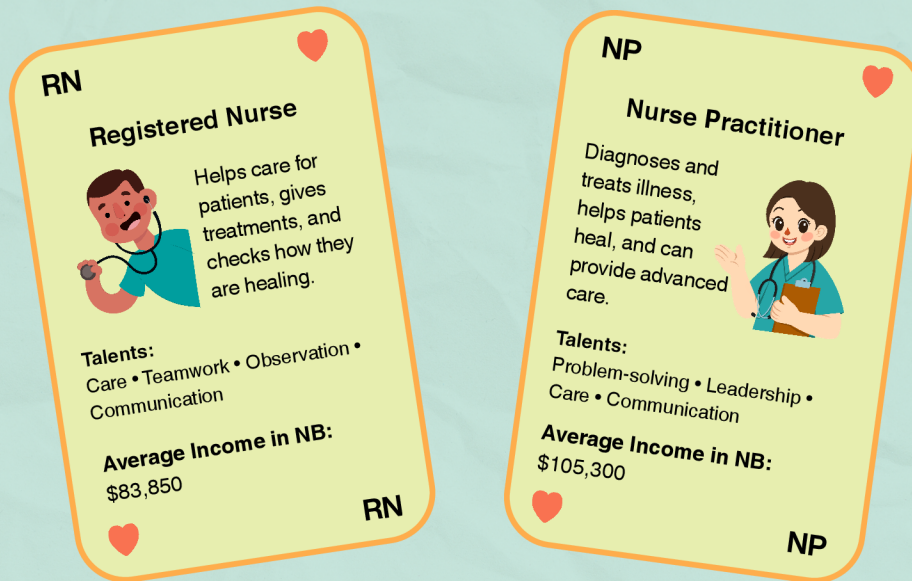 RN
Registered Nurse
Helps care for
patients, gives
treatments, and
checks how they
are healing.
Talents:
Care • Teamwork • Observation •
Communication
Average Income in NB:
$83,850
RN
NP
Nurse Practitioner
Diagnoses and
treats illness,
helps patients
heal, and can
provide advanced
care.
Talents:
Problem-solving • Leadership •
Care • Communication
Average Income in NB:
$105,300
NP